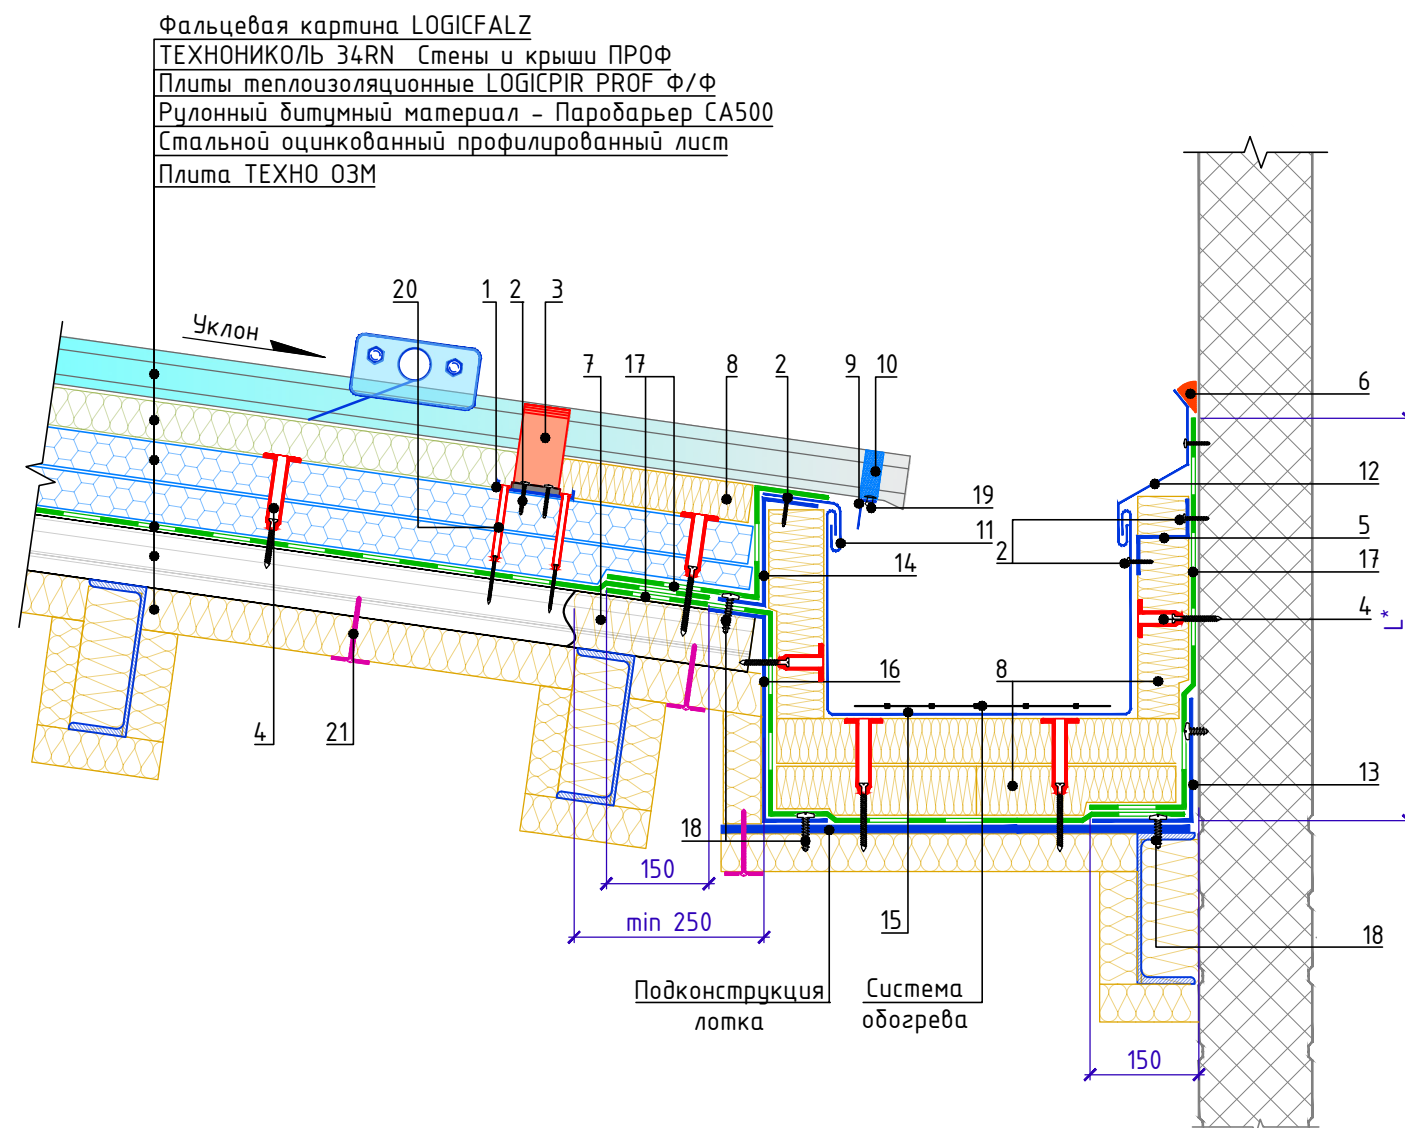 Фальцевая картина LOGICFALZ
ТЕХНОНИКОЛЬ 34RN Стены и крыши ПРОФ
Плиты теплоизоляционные LOGICPIR PROF Ф/Ф
Рулонный битумный материал - Паробарьер СА500
Стальной оцинкованный профилированный лист
Плита ТЕХНО ОЗМ
Уклон
20 1 2 3
7 17 8 2 9 10
6
12
19
11
2
5
14
17
4
L*
16
8
15
13
4 21
18
150
min 250
15
18
Подконструкция
лотка
Система
обогрева
150